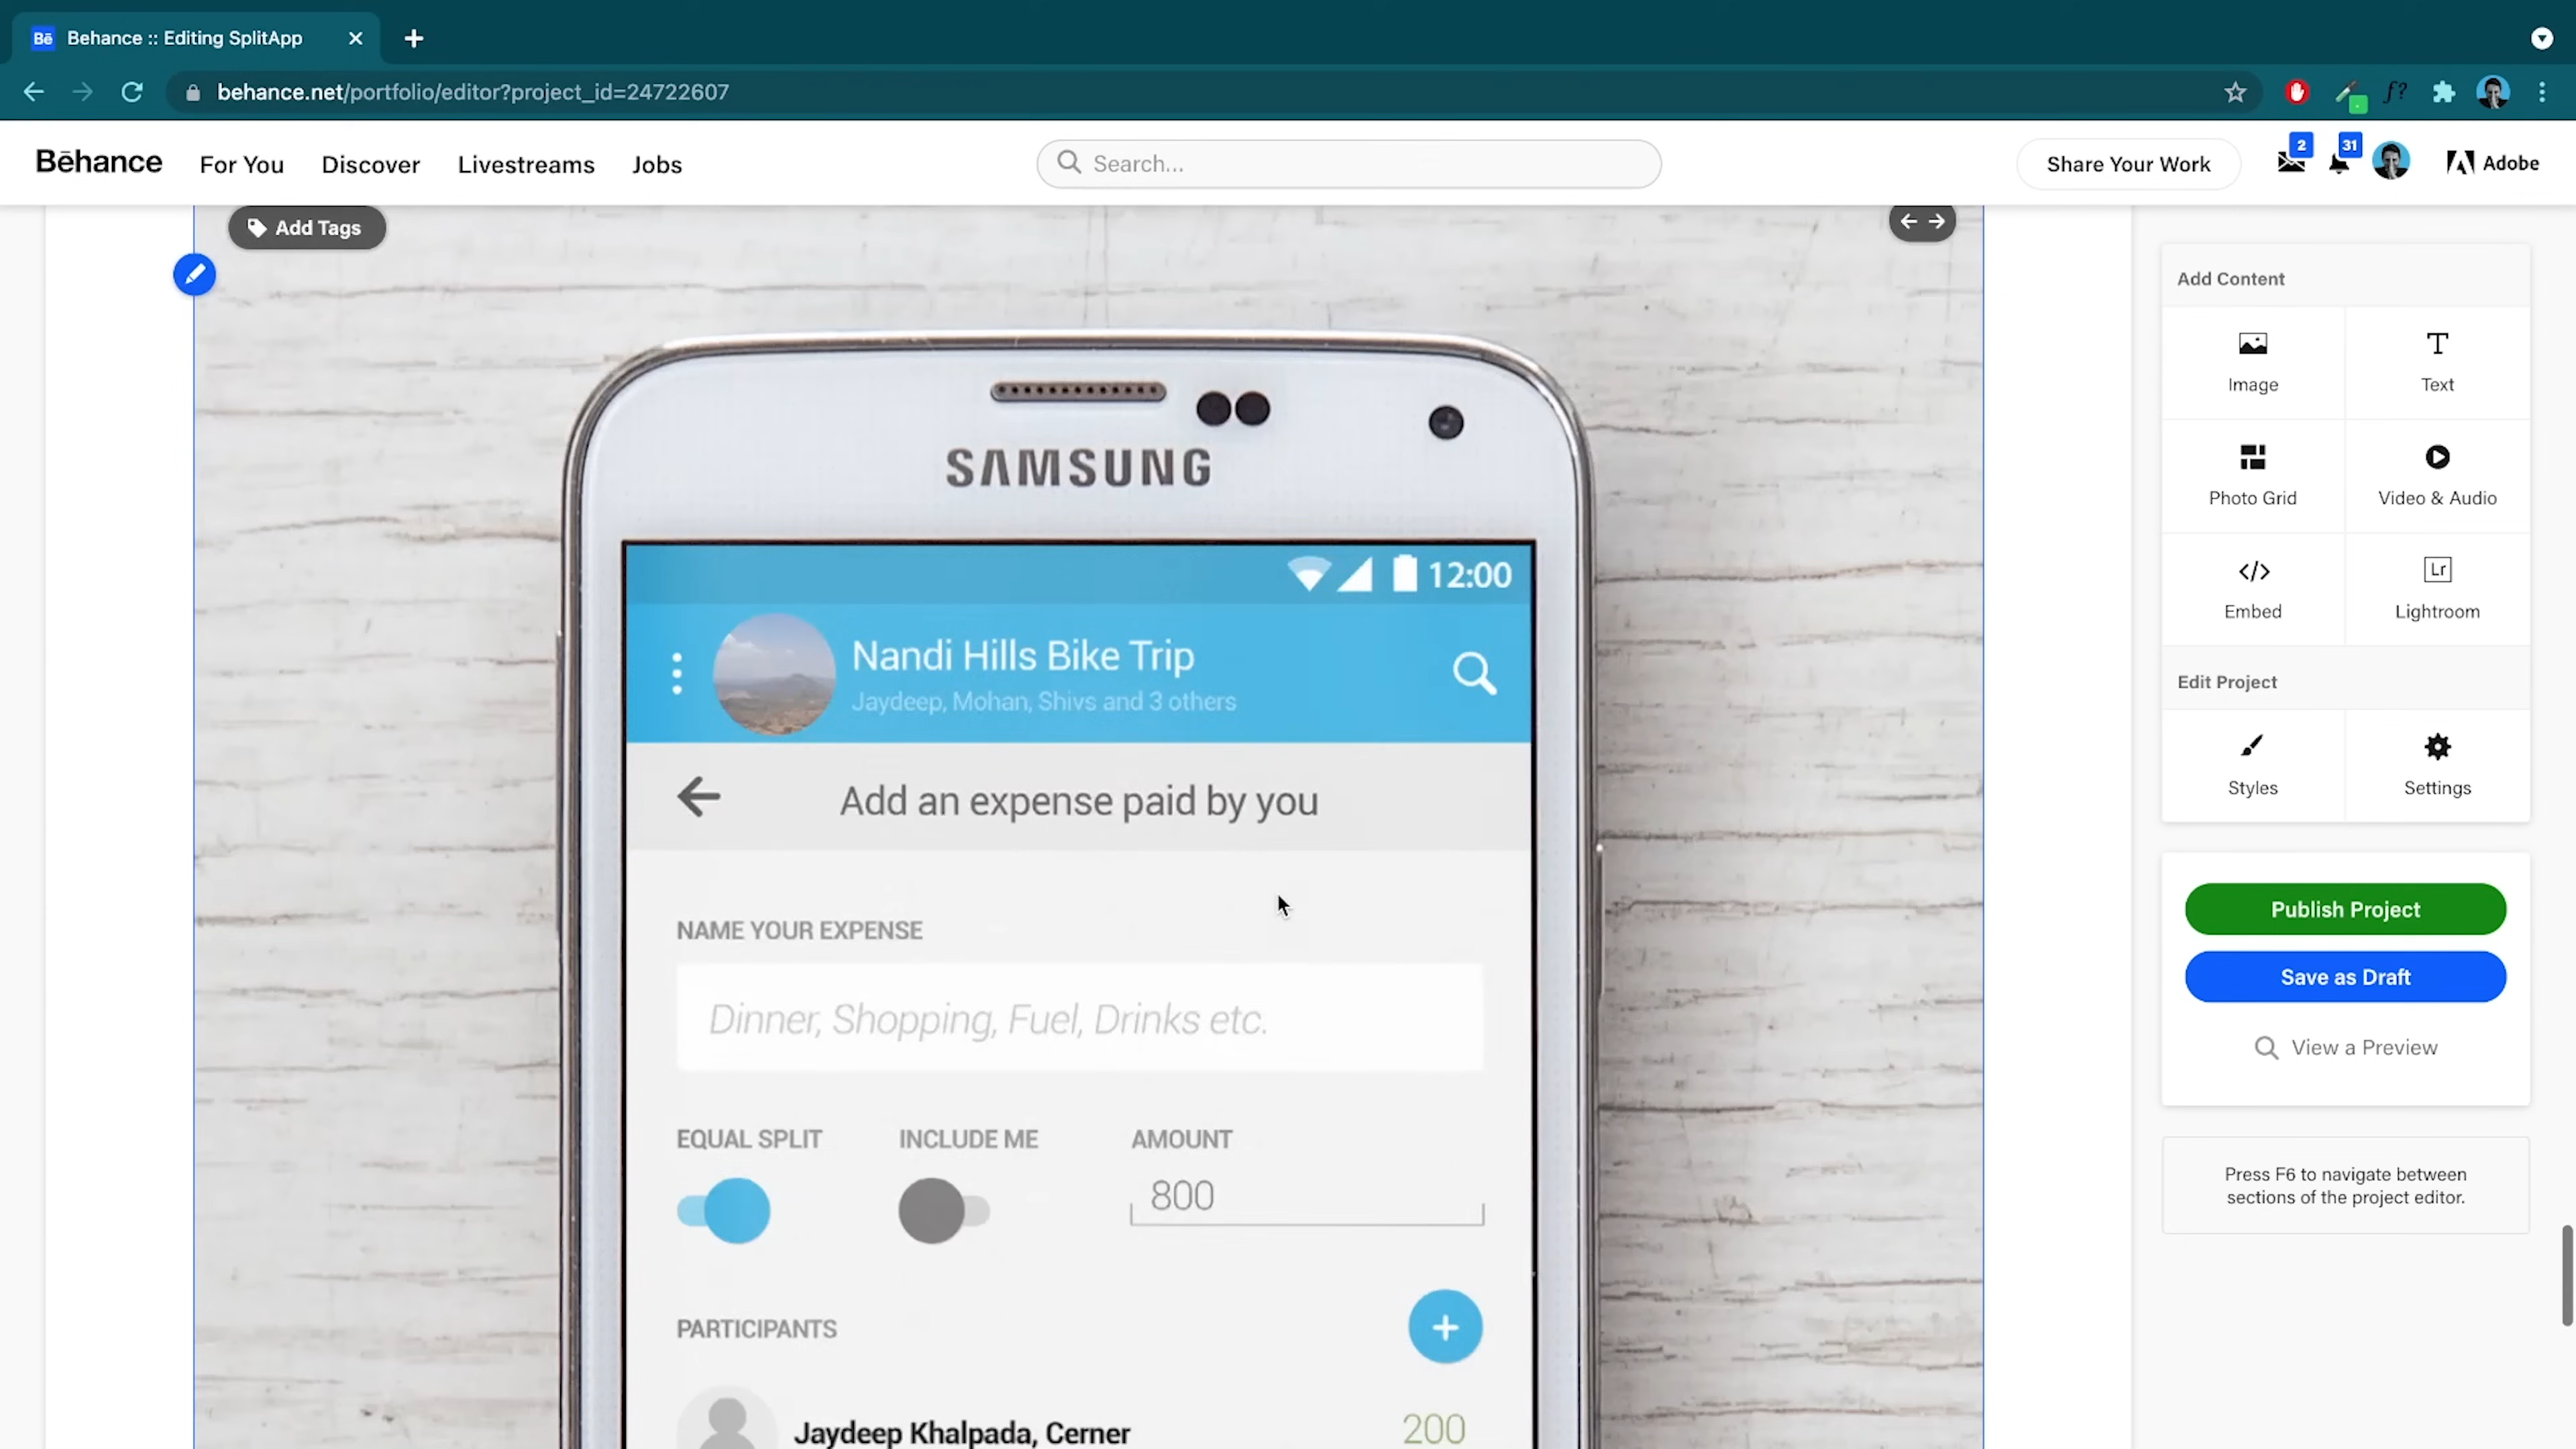 Bē Behance :: Editing SplitApp
behance.net/portfolio/editor?project_id=24722607
f?
Bēhance For You Discover Livestreams Jobs Search... Share Your Work 2 31 Adobe
Add Tags
SAMSUNG
12:00
Nandi Hills Bike Trip
Jaydeep, Mohan, Shivs and 3 others
Add an expense paid by you
NAME YOUR EXPENSE
Dinner, Shopping, Fuel, Drinks etc.
EQUAL SPLIT INCLUDE ME AMOUNT
800
PARTICIPANTS
Jaydeep Khalpada, Cerner 200
Add Content
Image Text
Photo Grid Video & Audio
Lr
Embed Lightroom
Edit Project
Styles Settings
Publish Project
Save as Draft
View a Preview
Press F6 to navigate between
sections of the project editor.